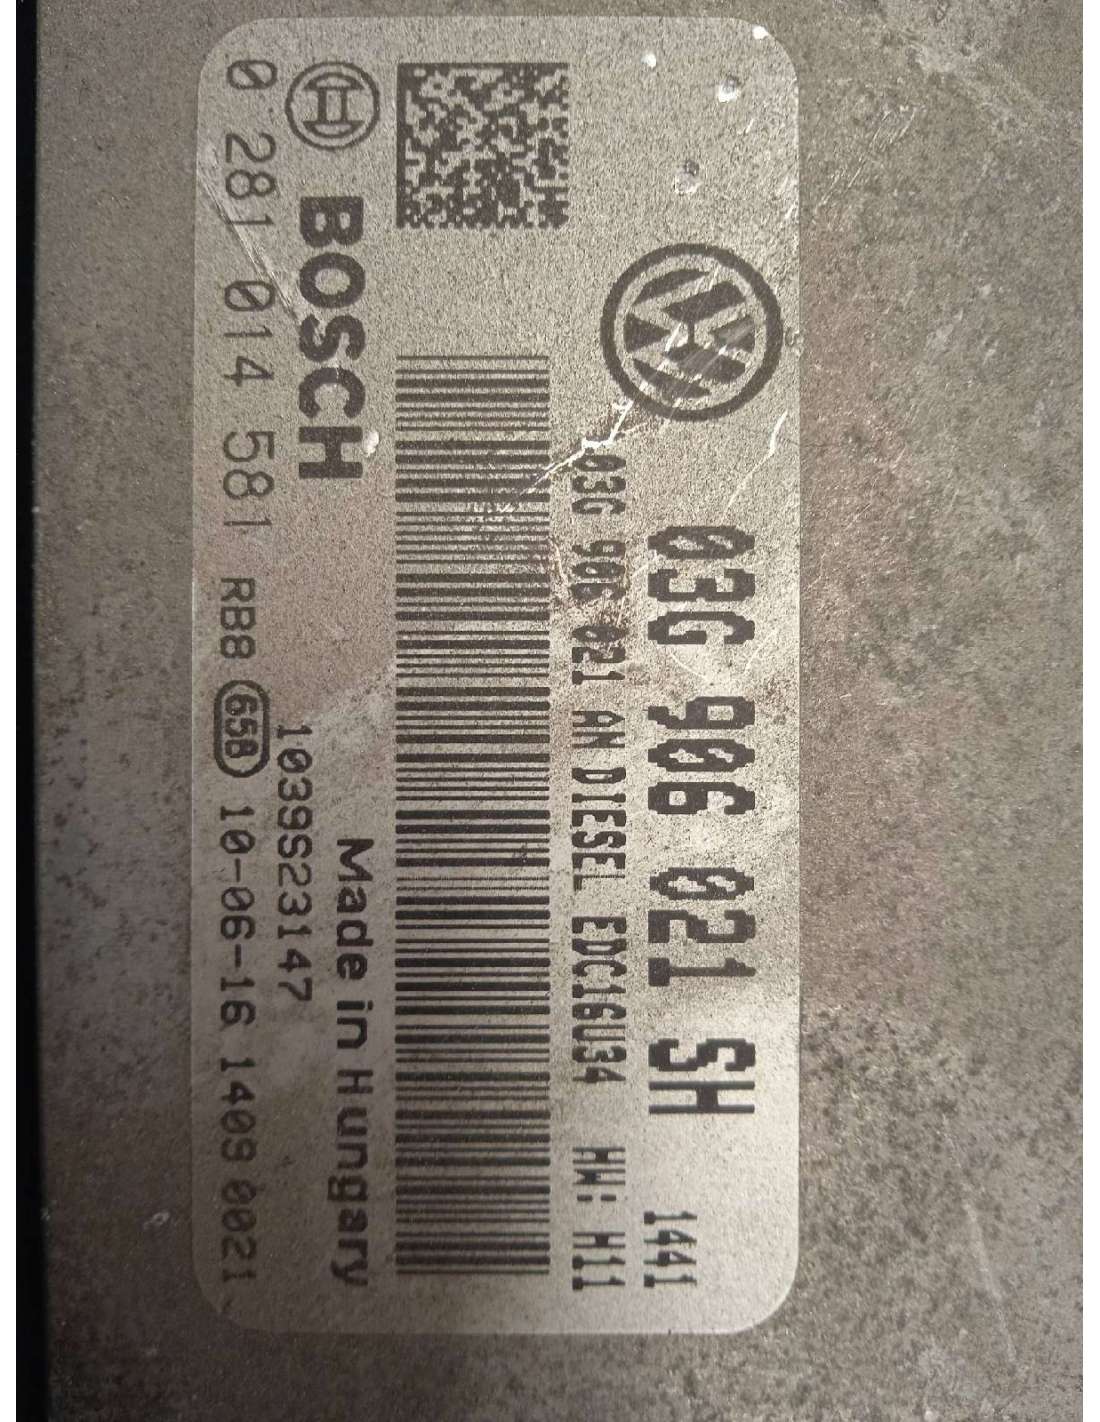 03G 906 021 SH 1441
03G 906 021 AN DIESEL EDC16U34 HW: H11
BOSCH Made in Hungary
1039S23147
0 281 014 581 RB8 65B 10-06-16 1409 0021